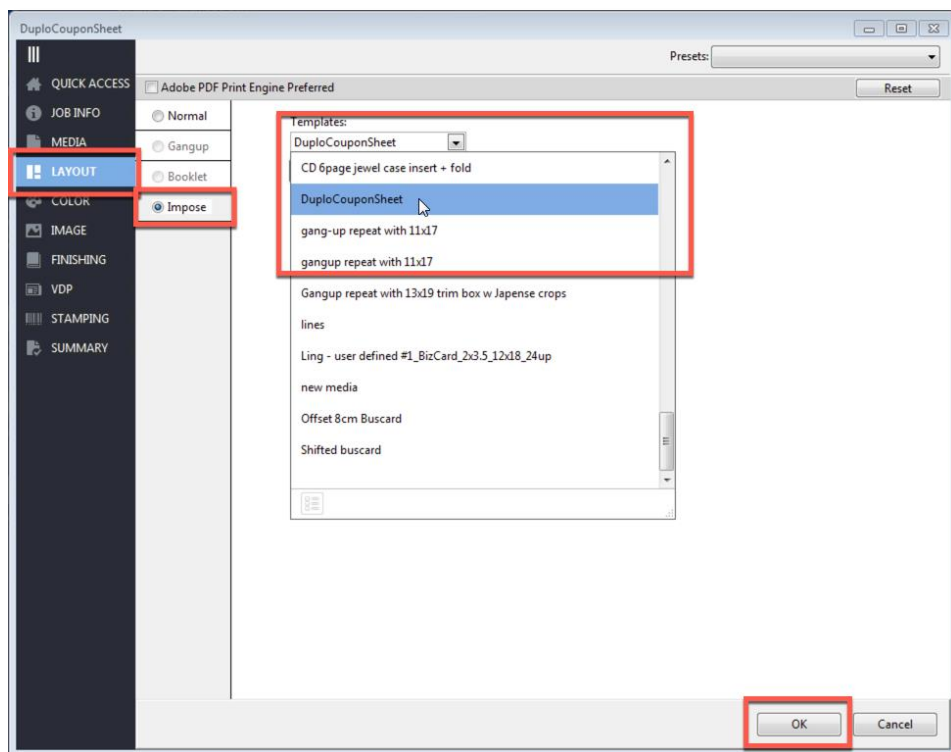 DuploCouponSheet
Presets:
QUICK ACCESS
JOB INFO
MEDIA
LAYOUT
COLOR
IMAGE
FINISHING
VDP
STAMPING
SUMMARY
Adobe PDF Print Engine Preferred
Reset
Normal
Gangup
Booklet
Impose
Templates:
DuploCouponSheet
CD 6page jewel case insert + fold
DuploCouponSheet
gang-up repeat with 11x17
gangup repeat with 11x17
Gangup repeat with 13x19 trim box w Japense crops
lines
Ling - user defined #1_BizCard_2x3.5_12x18_24up
new media
Offset 8cm Buscard
Shifted buscard
OK
Cancel